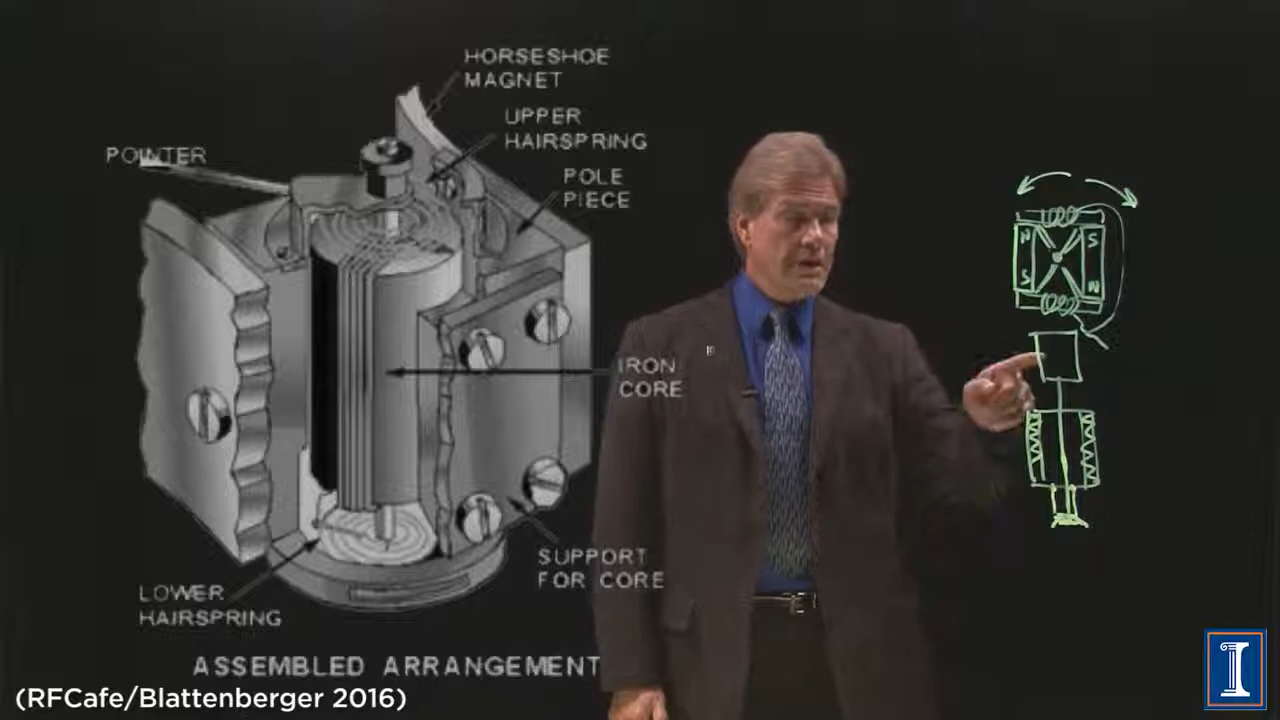 HORSESHOE
MAGNET
UPPER
HAIRSPRING
POINTER
POLE
PIECE
N S
S N
IRON
CORE
SUPPORT
FOR CORE
LOWER
HAIRSPRING
ASSEMBLED ARRANGEMENT
(RFCafe/Blattenberger 2016)
I